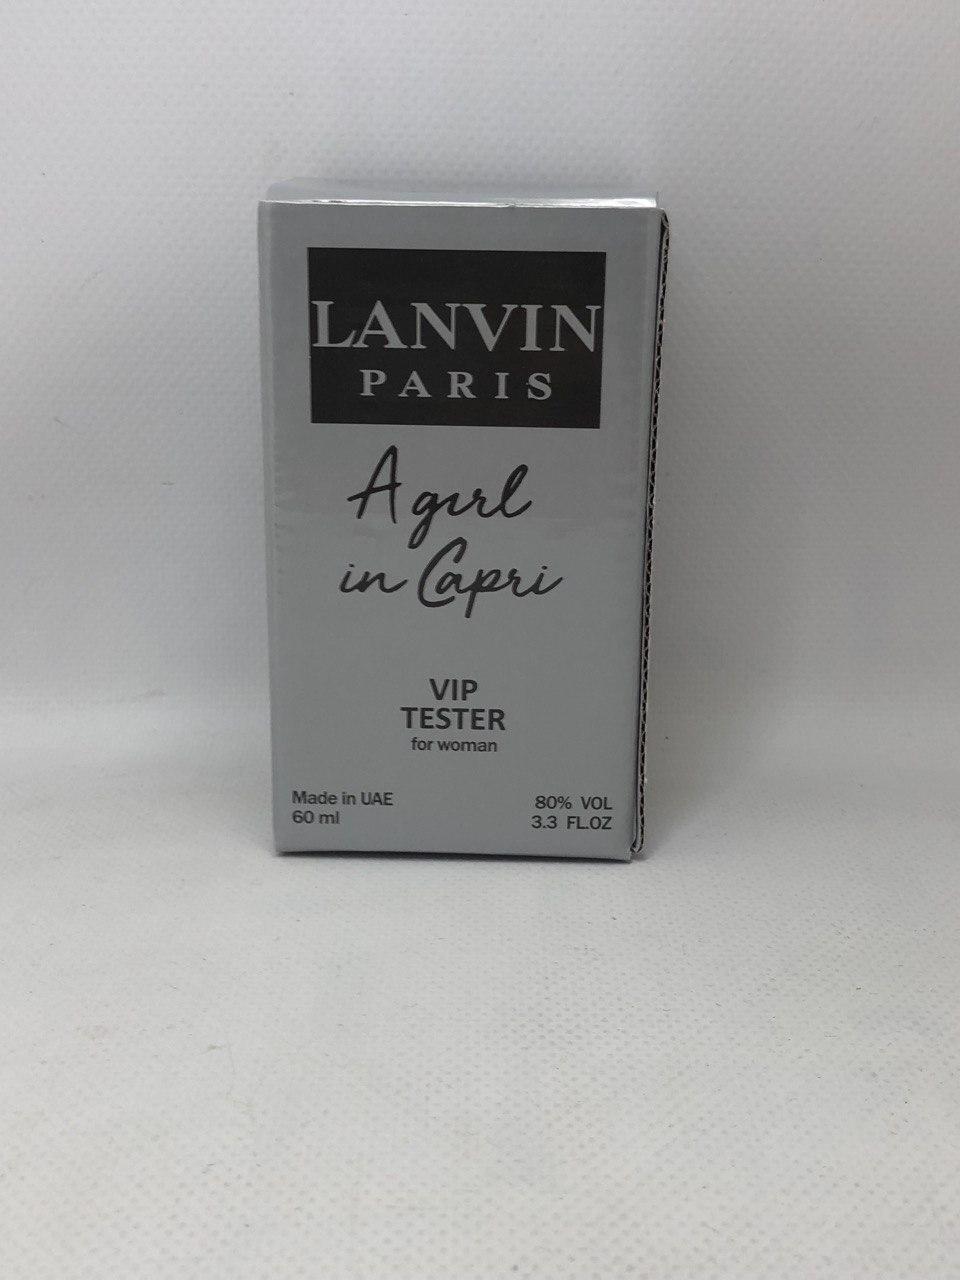 LANVIN
PARIS
A girl
in Capri
VIP
TESTER
for woman
Made in UAE
60 ml
80% VOL
3.3 FL.OZ